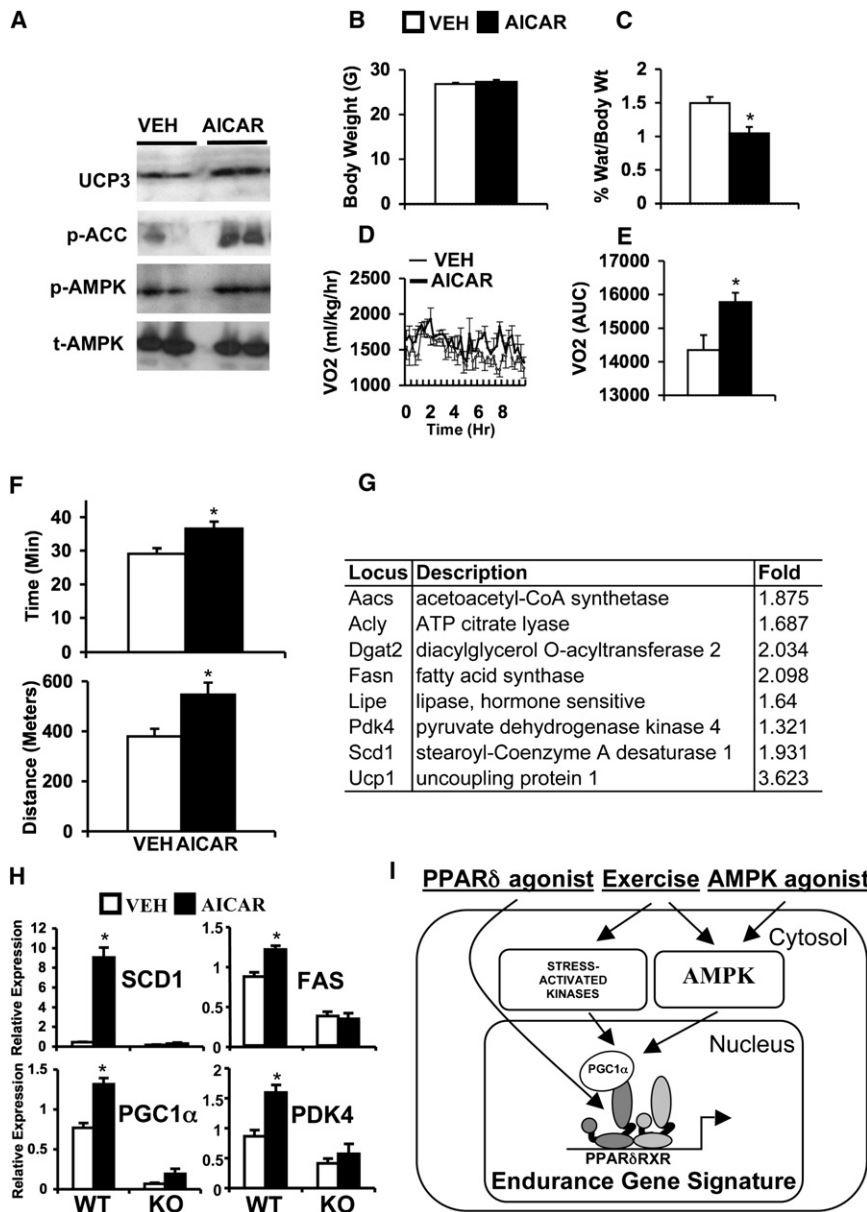 A
VEH AICAR
UCP3
p-ACC
p-AMPK
t-AMPK
B
VEH AICAR
Body Weight (G)
30
20
10
0
C
% Wat/Body Wt
2
1.5
1
0.5
0
*
D
VEH
AICAR
VO2 (ml/kg/hr)
2500
2000
1500
1000
0 2 4 6 8
Time (Hr)
E
VO2 (AUC)
17000
16000
15000
14000
13000
*
F
Time (Min)
40
30
20
10
0
*
Distance (Meters)
600
400
200
0
*
VEH AICAR
G
Locus Description Fold
Aacs acetoacetyl-CoA synthetase 1.875
Acly ATP citrate lyase 1.687
Dgat2 diacylglycerol O-acyltransferase 2 2.034
Fasn fatty acid synthase 2.098
Lipe lipase, hormone sensitive 1.64
Pdk4 pyruvate dehydrogenase kinase 4 1.321
Scd1 stearoyl-Coenzyme A desaturase 1 1.931
Ucp1 uncoupling protein 1 3.623
H
VEH AICAR
Relative Expression
12
10
8
6
4
2
0
*
SCD1
1.5
1
0.5
0
*
FAS
Relative Expression
1.5
1
0.5
0
*
PGC1α
WT KO
2
1.5
1
0.5
0
*
PDK4
WT KO
I
PPARδ agonist Exercise AMPK agonist
Cytosol
STRESS-
ACTIVATED
KINASES
AMPK
Nucleus
PGC1α
PPARδRXR
Endurance Gene Signature